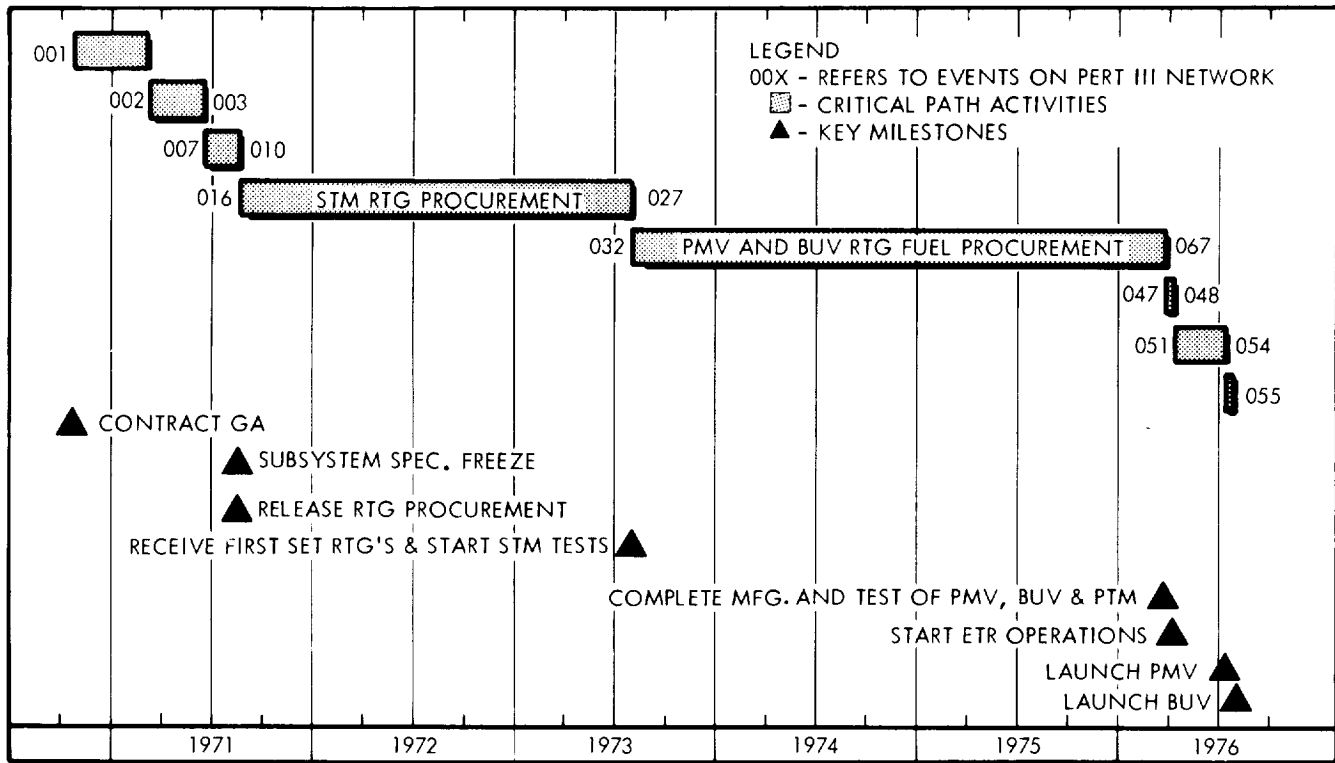 001
LEGEND
00X - REFERS TO EVENTS ON PERT III NETWORK
- CRITICAL PATH ACTIVITIES
- KEY MILESTONES
002 003
007 010
016 STM RTG PROCUREMENT 027
032 PMV AND BUV RTG FUEL PROCUREMENT 067
047 048
051 054
055
CONTRACT GA
SUBSYSTEM SPEC. FREEZE
RELEASE RTG PROCUREMENT
RECEIVE FIRST SET RTG'S & START STM TESTS
COMPLETE MFG. AND TEST OF PMV, BUV & PTM
START ETR OPERATIONS
LAUNCH PMV
LAUNCH BUV
1971 1972 1973 1974 1975 1976